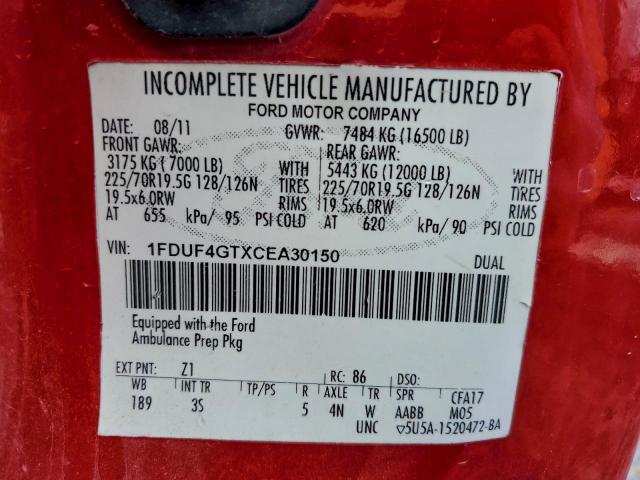 INCOMPLETE VEHICLE MANUFACTURED BY
FORD MOTOR COMPANY
DATE: 08/11 GVWR: 7484 KG (16500 LB)
FRONT GAWR: REAR GAWR:
3175 KG ( 7000 LB) WITH 5443 KG (12000 LB) WITH
225/70R19.5G 128/126N TIRES 225/70R19.5G 128/126N TIRES
19.5x6.0RW RIMS 19.5x6.0RW RIMS
AT 655 kPa/ 95 PSI COLD AT 620 kPa/ 90 PSI COLD
VIN: 1FDUF4GTXCEA30150 DUAL
Equipped with the Ford
Ambulance Prep Pkg
EXT PNT: Z1 RC: 86 DSO:
WB INT TR TP/PS R AXLE TR SPR CFA17
189 3S 5 4N W AABB M05
UNC ▽5U5A-1520472-BA